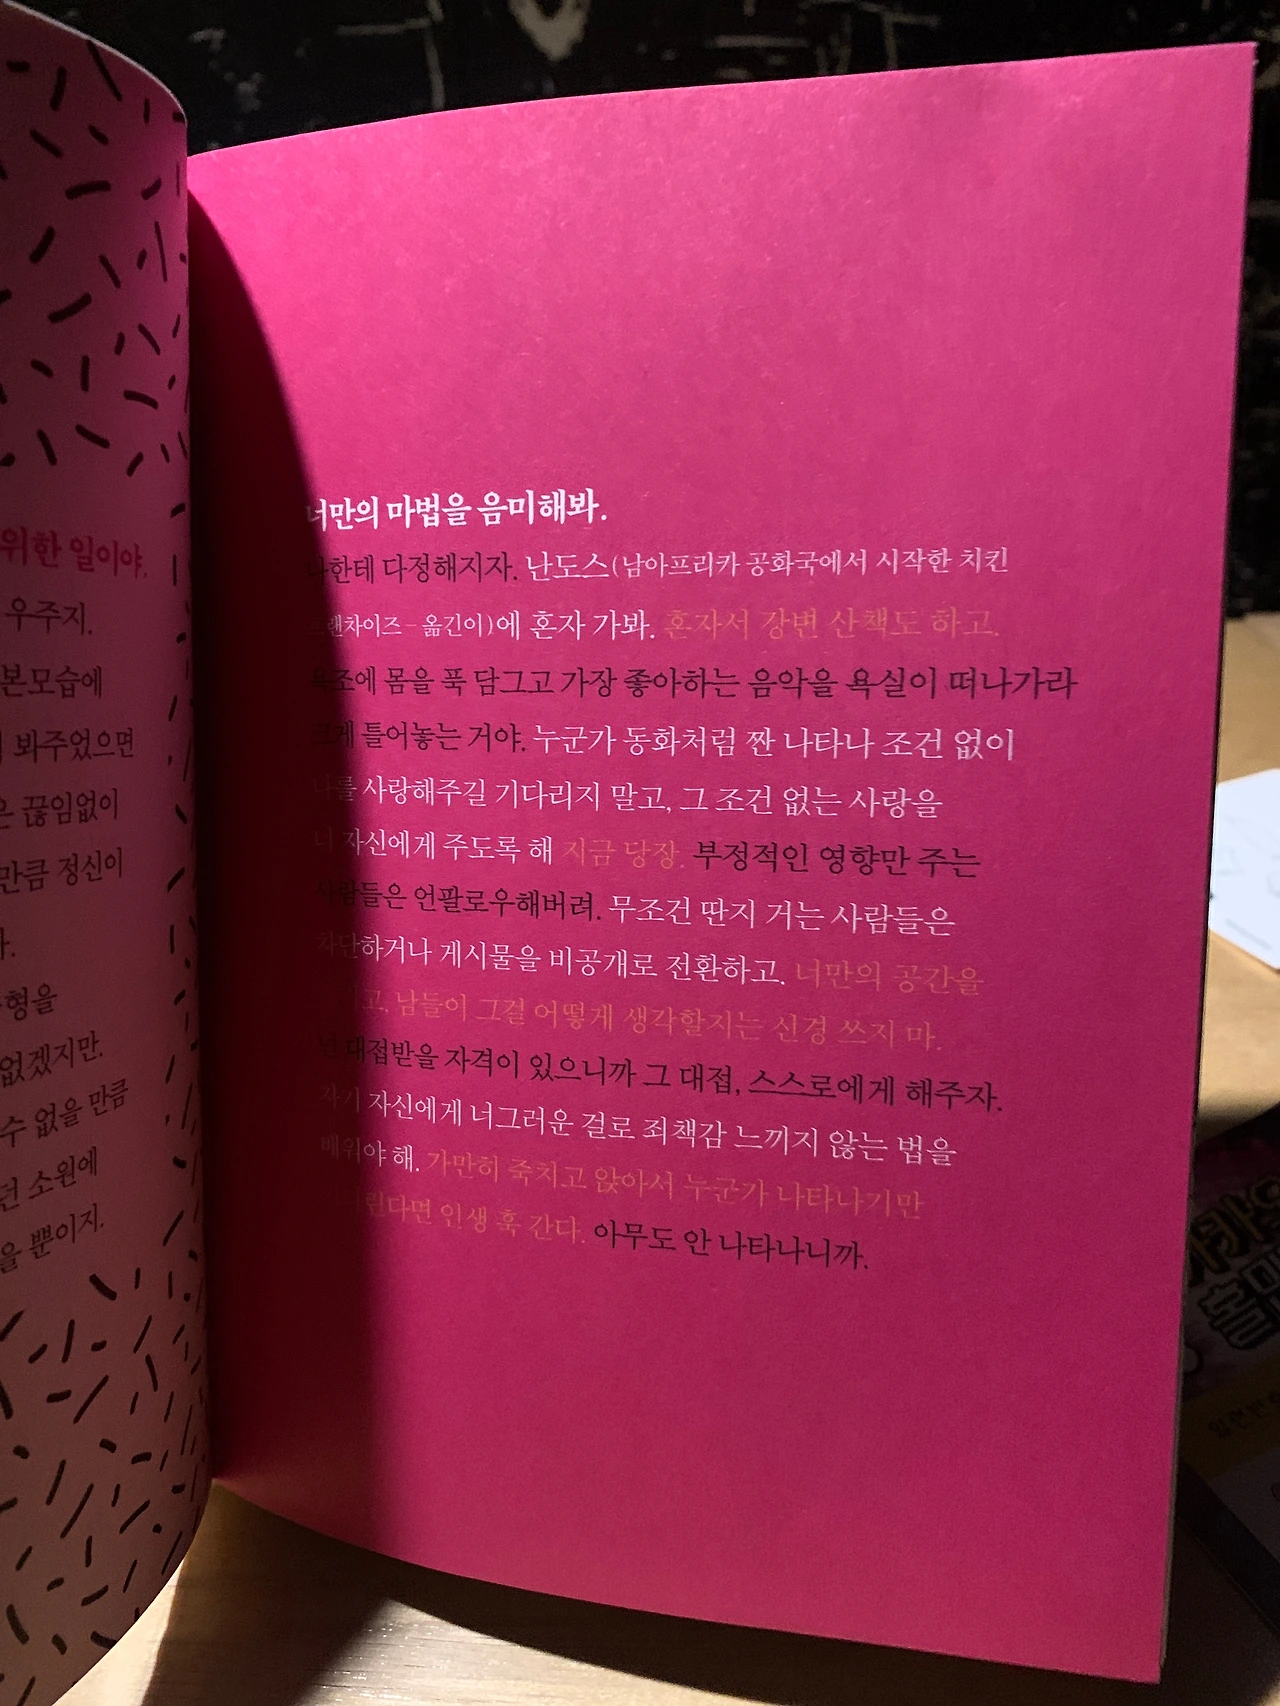 위한 일이야.
우주지.
본모습에
봐주었으면
끊임없이
만큼 정신이
형을
없겠지만.
수 없을 만큼
소원에
을 뿐이지.
너만의 마법을 음미해봐.
나한테 다정해지자. 난도스(남아프리카 공화국에서 시작한 치킨
프랜차이즈 - 옮긴이)에 혼자 가봐. 혼자서 강변 산책도 하고.
욕조에 몸을 푹 담그고 가장 좋아하는 음악을 욕실이 떠나가라
크게 틀어놓는 거야. 누군가 동화처럼 짠 나타나 조건 없이
나를 사랑해주길 기다리지 말고, 그 조건 없는 사랑을
너 자신에게 주도록 해 지금 당장. 부정적인 영향만 주는
사람들은 언팔로우해버려. 무조건 딴지 거는 사람들은
차단하거나 게시물을 비공개로 전환하고. 너만의 공간을
남들이 그걸 어떻게 생각할지는 신경 쓰지 마.
넌 대접받을 자격이 있으니까 그 대접, 스스로에게 해주자.
자기 자신에게 너그러운 걸로 죄책감 느끼지 않는 법을
배워야 해. 가만히 죽치고 앉아서 누군가 나타나기만
인생 훅 간다. 아무도 안 나타나니까.